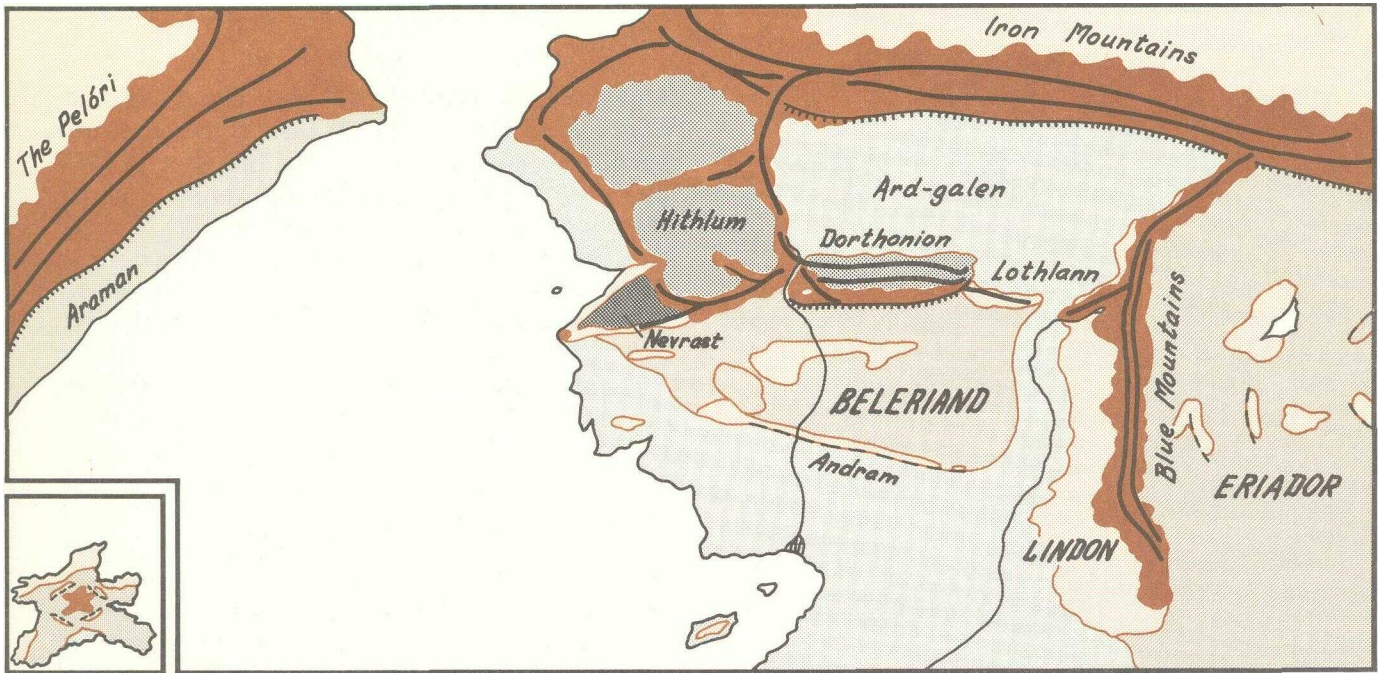 Iron Mountains
The Pelóri
Araman
Ard-galen
Hithlum
Dorthonion
Lothlann
Nevrast
BELERIAND
Andram
Blue Mountains
ERIADOR
LINDON